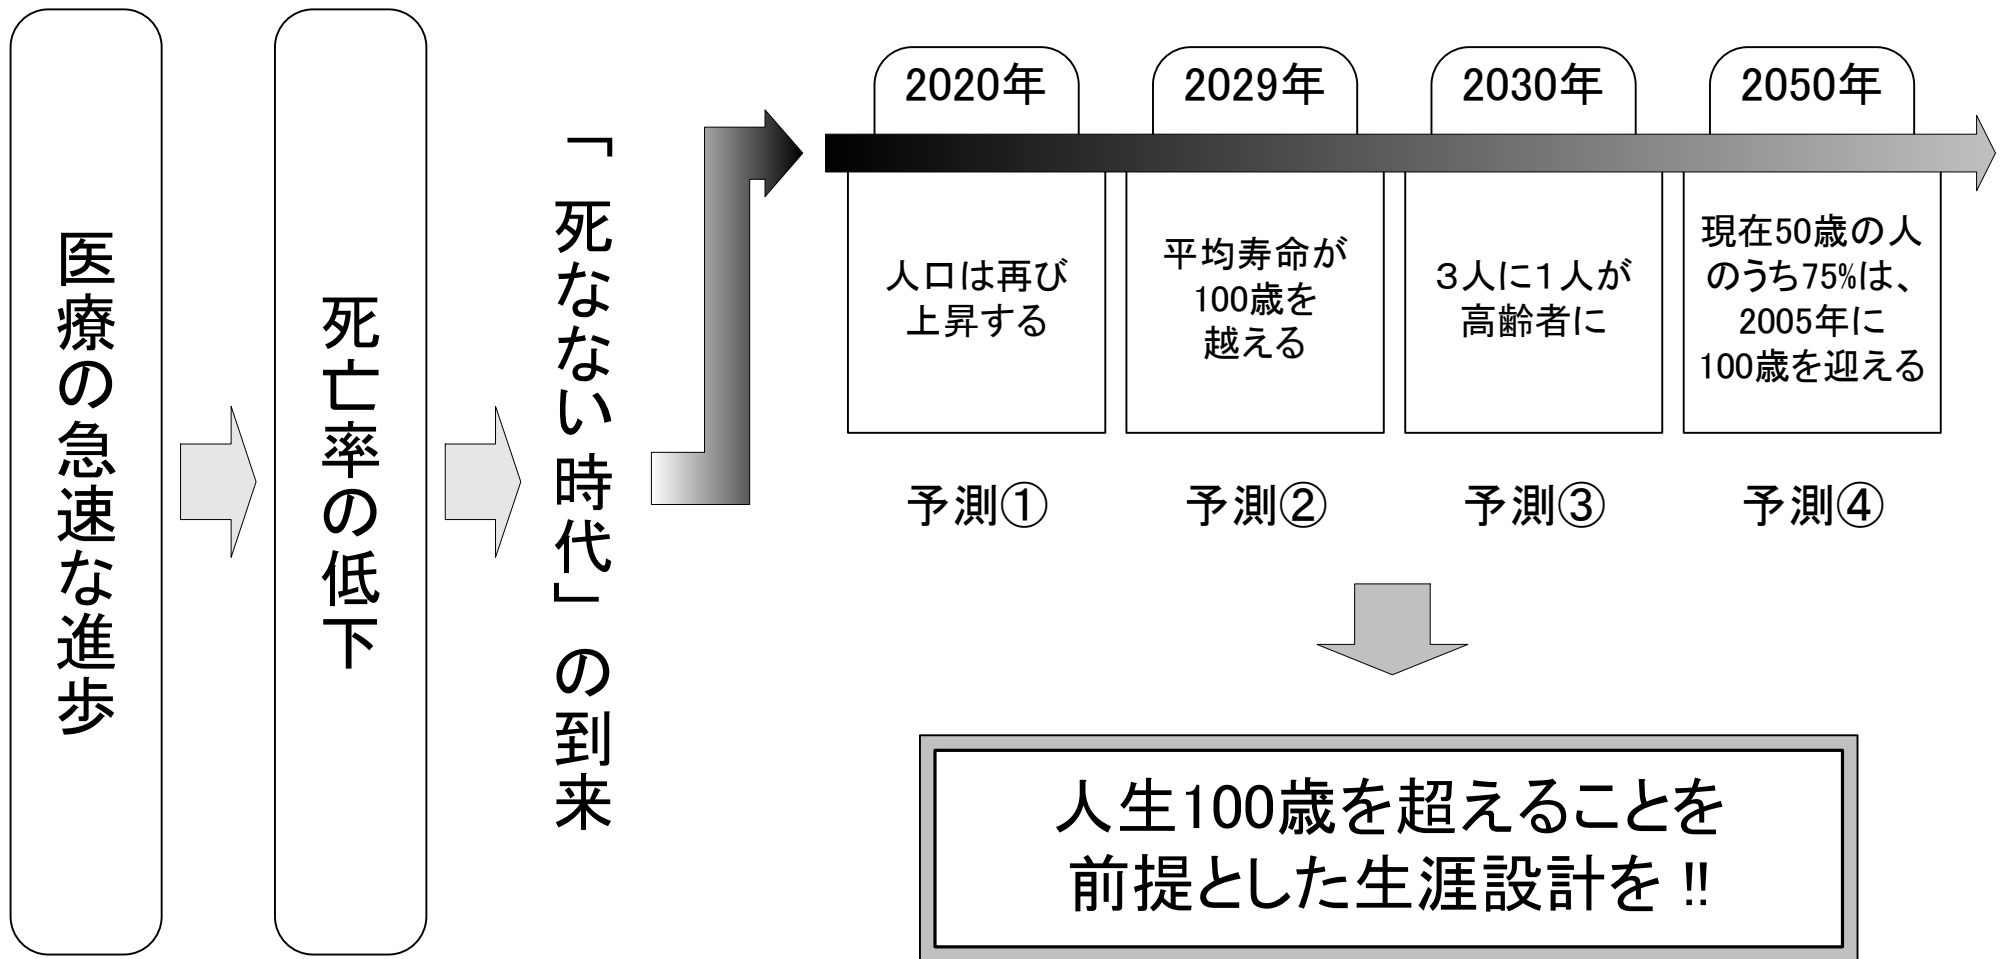 医療の急速な進歩
死亡率の低下
「死なない時代」の到来
2020年
人口は再び
上昇する
予測①
2029年
平均寿命が
100歳を
越える
予測②
2030年
３人に１人が
高齢者に
予測③
2050年
現在50歳の人
のうち75%は、
2005年に
100歳を迎える
予測④
人生100歳を超えることを
前提とした生涯設計を !!